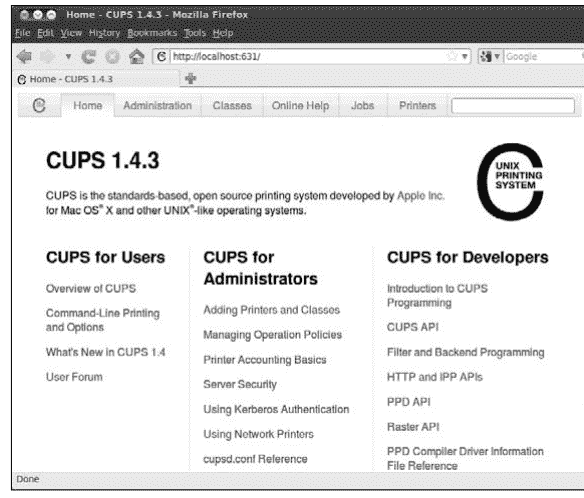 Home - CUPS 1.4.3 - Mozilla Firefox
File Edit View History Bookmarks Tools Help
http://localhost:631/
Google
Home - CUPS 1.4.3
Home Administration Classes Online Help Jobs Printers
CUPS 1.4.3
UNIX
PRINTING
SYSTEM
CUPS is the standards-based, open source printing system developed by Apple Inc.
for Mac OS® X and other UNIX®-like operating systems.
CUPS for Users
Overview of CUPS
Command-Line Printing
and Options
What's New in CUPS 1.4
User Forum
CUPS for
Administrators
Adding Printers and Classes
Managing Operation Policies
Printer Accounting Basics
Server Security
Using Kerberos Authentication
Using Network Printers
cupsd.conf Reference
CUPS for Developers
Introduction to CUPS
Programming
CUPS API
Filter and Backend Programming
HTTP and IPP APIs
PPD API
Raster API
PPD Compiler Driver Information
File Reference
Done